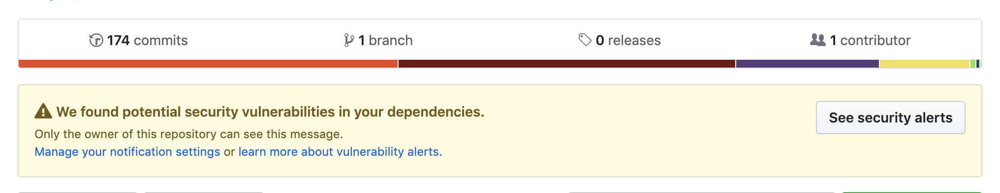 174 commits
1 branch
0 releases
1 contributor
We found potential security vulnerabilities in your dependencies.
See security alerts
Only the owner of this repository can see this message.
Manage your notification settings or learn more about vulnerability alerts.